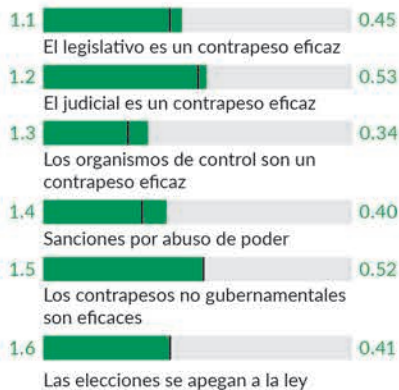 1.1 0.45
El legislativo es un contrapeso eficaz
1.2 0.53
El judicial es un contrapeso eficaz
1.3 0.34
Los organismos de control son un
contrapeso eficaz
1.4 0.40
Sanciones por abuso de poder
1.5 0.52
Los contrapesos no gubernamentales
son eficaces
1.6 0.41
Las elecciones se apegan a la ley